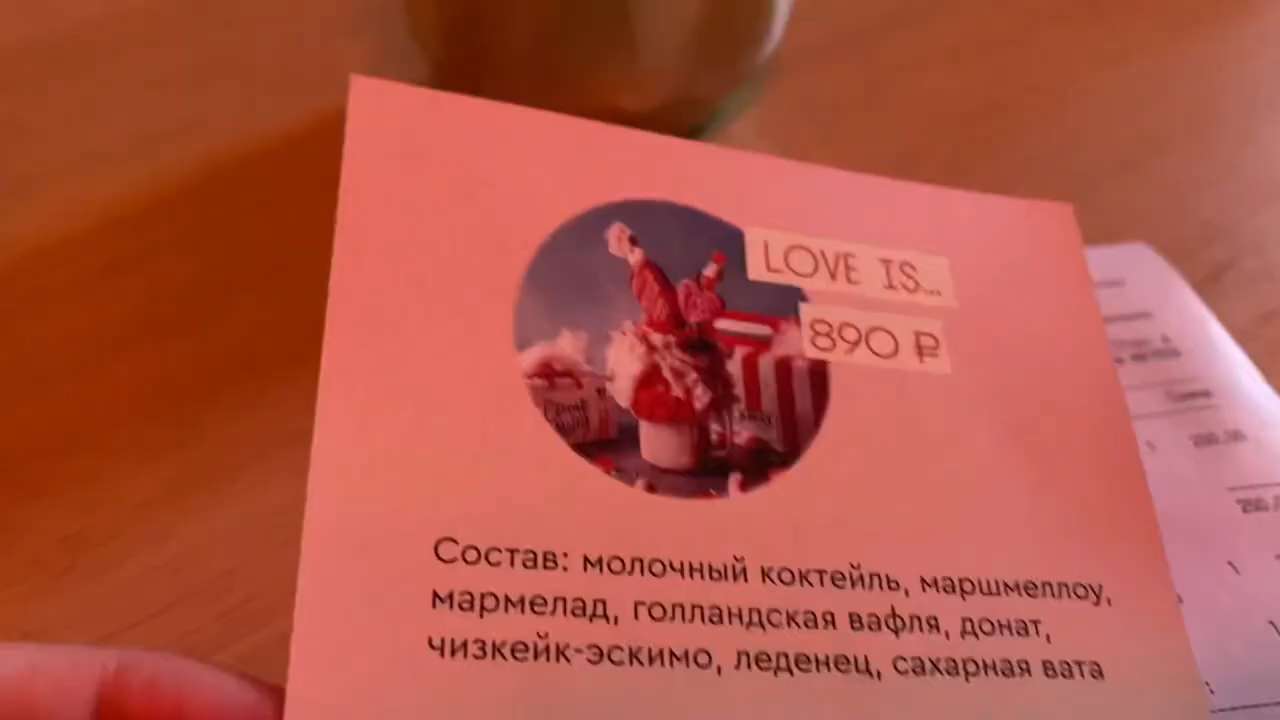 LOVE IS...
890 ₽
Состав: молочный коктейль, маршмеллоу,
мармелад, голландская вафля, донат,
чизкейк-эскимо, леденец, сахарная вата